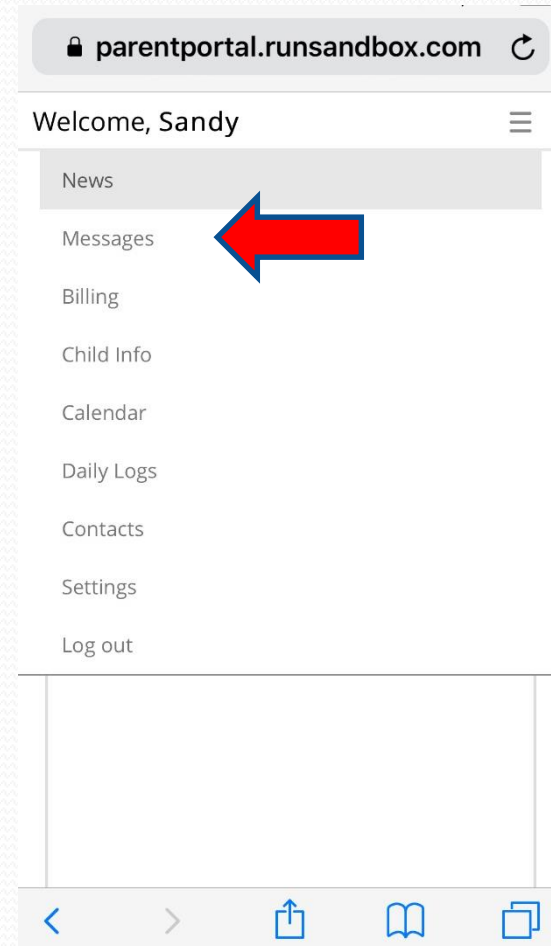 parentportal.runsandbox.com
Welcome, Sandy
News
Messages
Billing
Child Info
Calendar
Daily Logs
Contacts
Settings
Log out